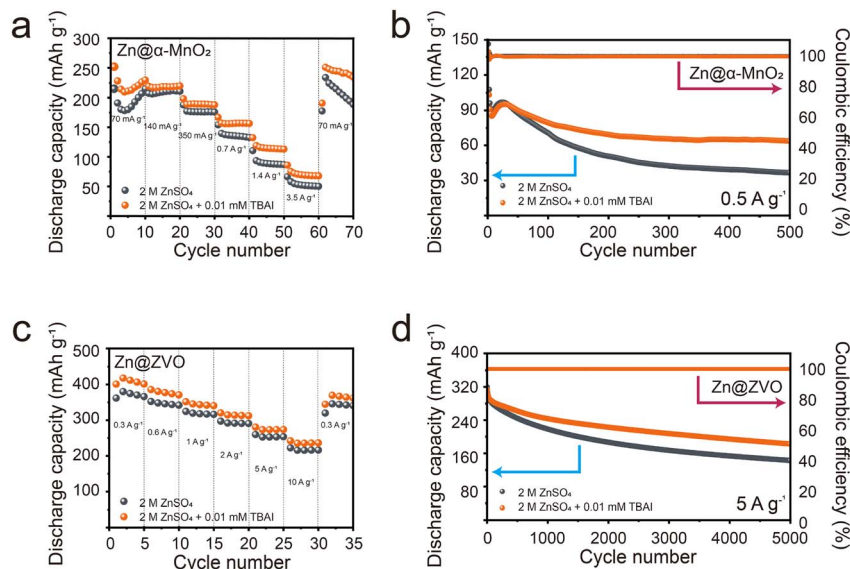 a
Zn@α-MnO₂
Discharge capacity (mAh g⁻¹)
300
250
200
150
100
50
70 mA g⁻¹
140 mA g⁻¹
350 mA g⁻¹
0.7 A g⁻¹
1.4 A g⁻¹
3.5 A g⁻¹
70 mA g⁻¹
2 M ZnSO₄
2 M ZnSO₄ + 0.01 mM TBAI
0 10 20 30 40 50 60 70
Cycle number
b
Discharge capacity (mAh g⁻¹)
150
120
90
60
30
Zn@α-MnO₂
2 M ZnSO₄
2 M ZnSO₄ + 0.01 mM TBAI
0.5 A g⁻¹
0 100 200 300 400 500
Cycle number
100
80
60
40
20
0
Coulombic efficiency (%)
c
Zn@ZVO
Discharge capacity (mAh g⁻¹)
500
400
300
200
100
0
0.3 A g⁻¹
0.6 A g⁻¹
1 A g⁻¹
2 A g⁻¹
5 A g⁻¹
10 A g⁻¹
0.3 A g⁻¹
2 M ZnSO₄
2 M ZnSO₄ + 0.01 mM TBAI
0 5 10 15 20 25 30 35
Cycle number
d
Discharge capacity (mAh g⁻¹)
400
320
240
160
80
Zn@ZVO
2 M ZnSO₄
2 M ZnSO₄ + 0.01 mM TBAI
5 A g⁻¹
0 1000 2000 3000 4000 5000
Cycle number
100
80
60
40
20
0
Coulombic efficiency (%)